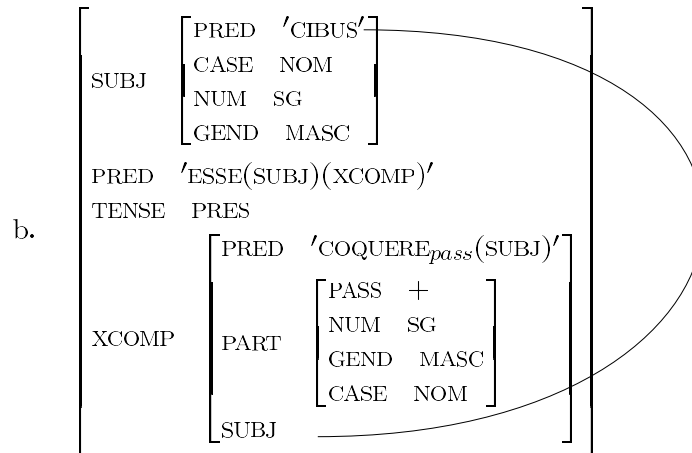 PRED ′CIBUS′
CASE NOM
SUBJ
NUM SG
GEND MASC
PRED ′ESSE(SUBJ)(XCOMP)′
TENSE PRES
b.
PRED ′COQUERE𝑝𝑎𝑠𝑠(SUBJ)′
PASS +
NUM SG
XCOMP PART
GEND MASC
CASE NOM
SUBJ